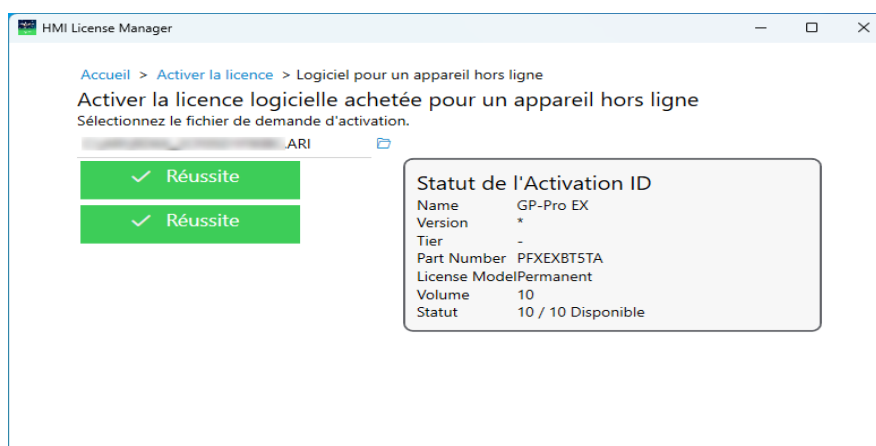 HMI License Manager
Accueil > Activer la licence > Logiciel pour un appareil hors ligne
Activer la licence logicielle achetée pour un appareil hors ligne
Sélectionnez le fichier de demande d'activation.
.ARI
Réussite
Réussite
Statut de l'Activation ID
Name GP-Pro EX
Version *
Tier -
Part Number PFXEXBT5TA
License Model Permanent
Volume 10
Statut 10 / 10 Disponible